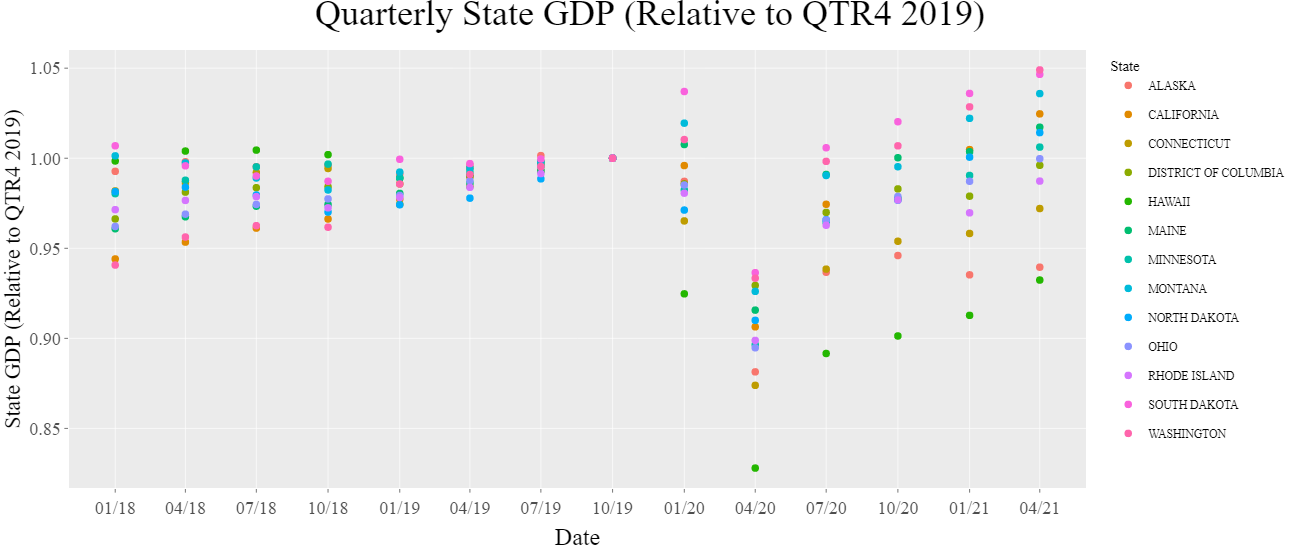 Quarterly State GDP (Relative to QTR4 2019)
State GDP (Relative to QTR4 2019)
1.05
1.00
0.95
0.90
0.85
01/18 04/18 07/18 10/18 01/19 04/19 07/19 10/19 01/20 04/20 07/20 10/20 01/21 04/21
Date
State
ALASKA
CALIFORNIA
CONNECTICUT
DISTRICT OF COLUMBIA
HAWAII
MAINE
MINNESOTA
MONTANA
NORTH DAKOTA
OHIO
RHODE ISLAND
SOUTH DAKOTA
WASHINGTON